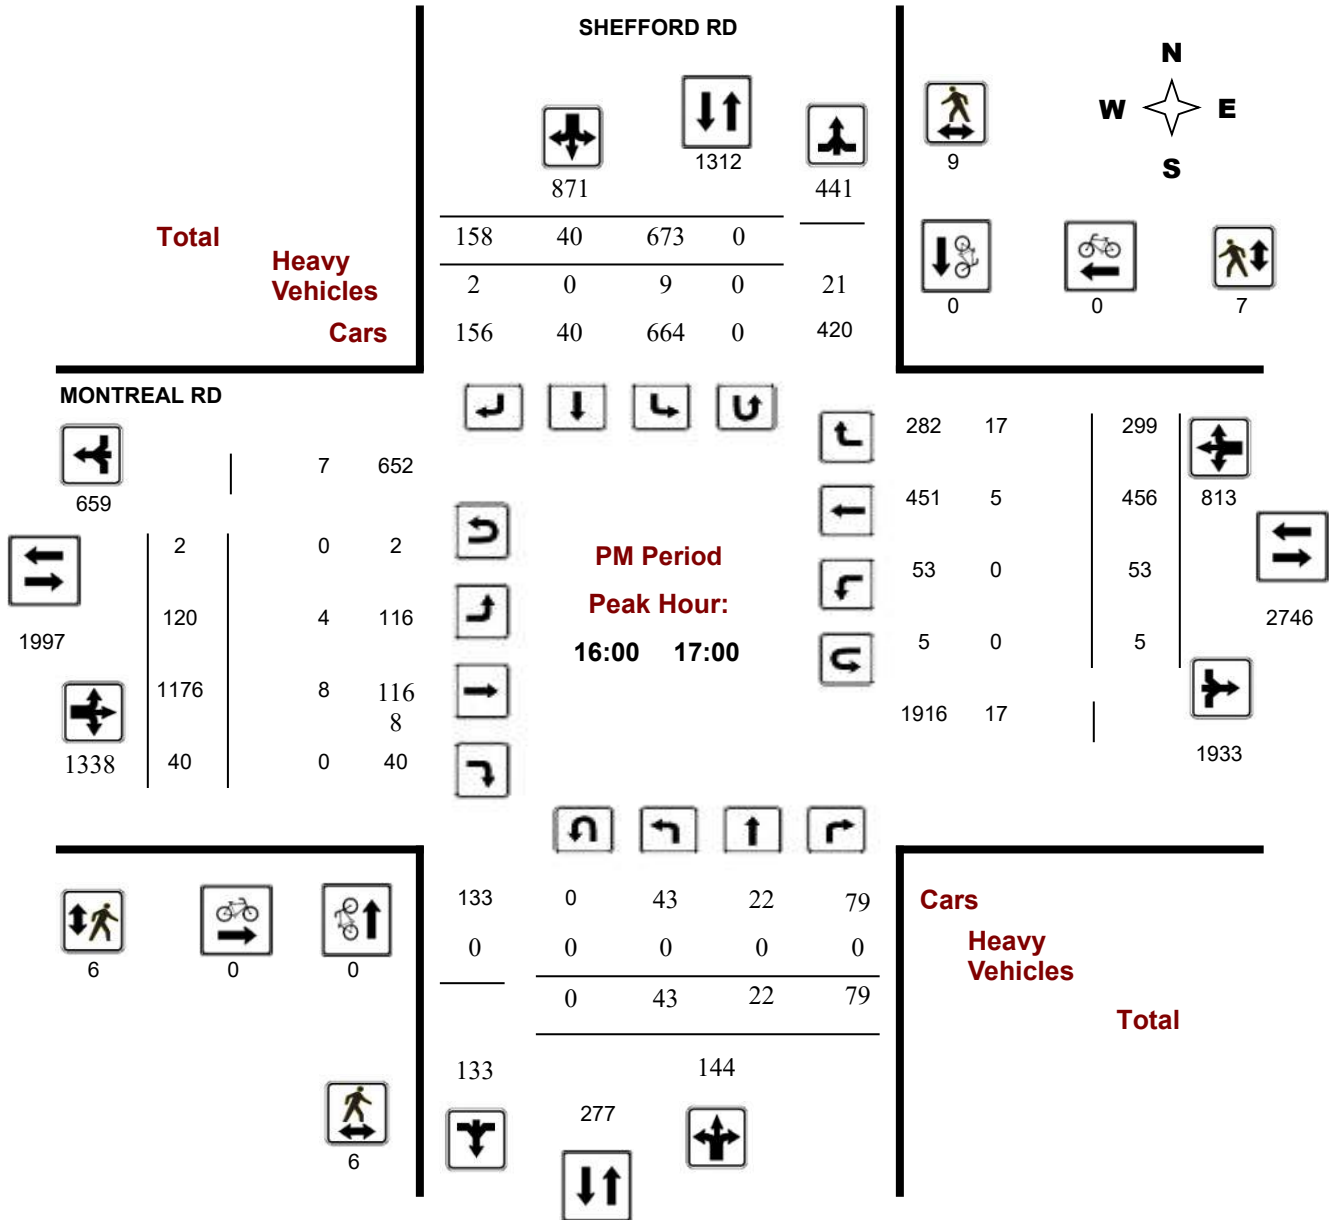 SHEFFORD RD
N
W E
S
1312
9
871
441
Total
158 40 673 0
Heavy
Vehicles
2 0 9 0 21
0 0 7
Cars
156 40 664 0 420
MONTREAL RD
282 17 299
7 652
659
451 5 456 813
2 0 2
PM Period
53 0 53
120 4 116
Peak Hour:
2746
1997
16:00 17:00
5 0 5
1176 8 116
8
1916 17
1338 40 0 40
1933
133 0 43 22 79
Cars
0 0 0 0 0
Heavy
Vehicles
6 0 0
0 43 22 79
Total
133 144
277
6